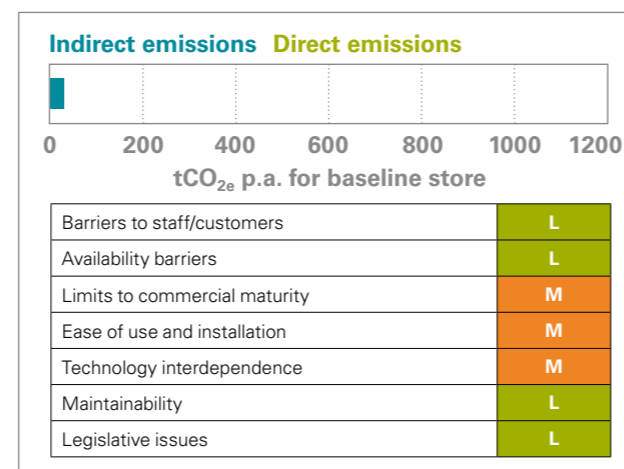 Indirect emissions Direct emissions
0 200 400 600 800 1000 1200
tCO2e p.a. for baseline store
Barriers to staff/customers L
Availability barriers L
Limits to commercial maturity M
Ease of use and installation M
Technology interdependence M
Maintainability L
Legislative issues L